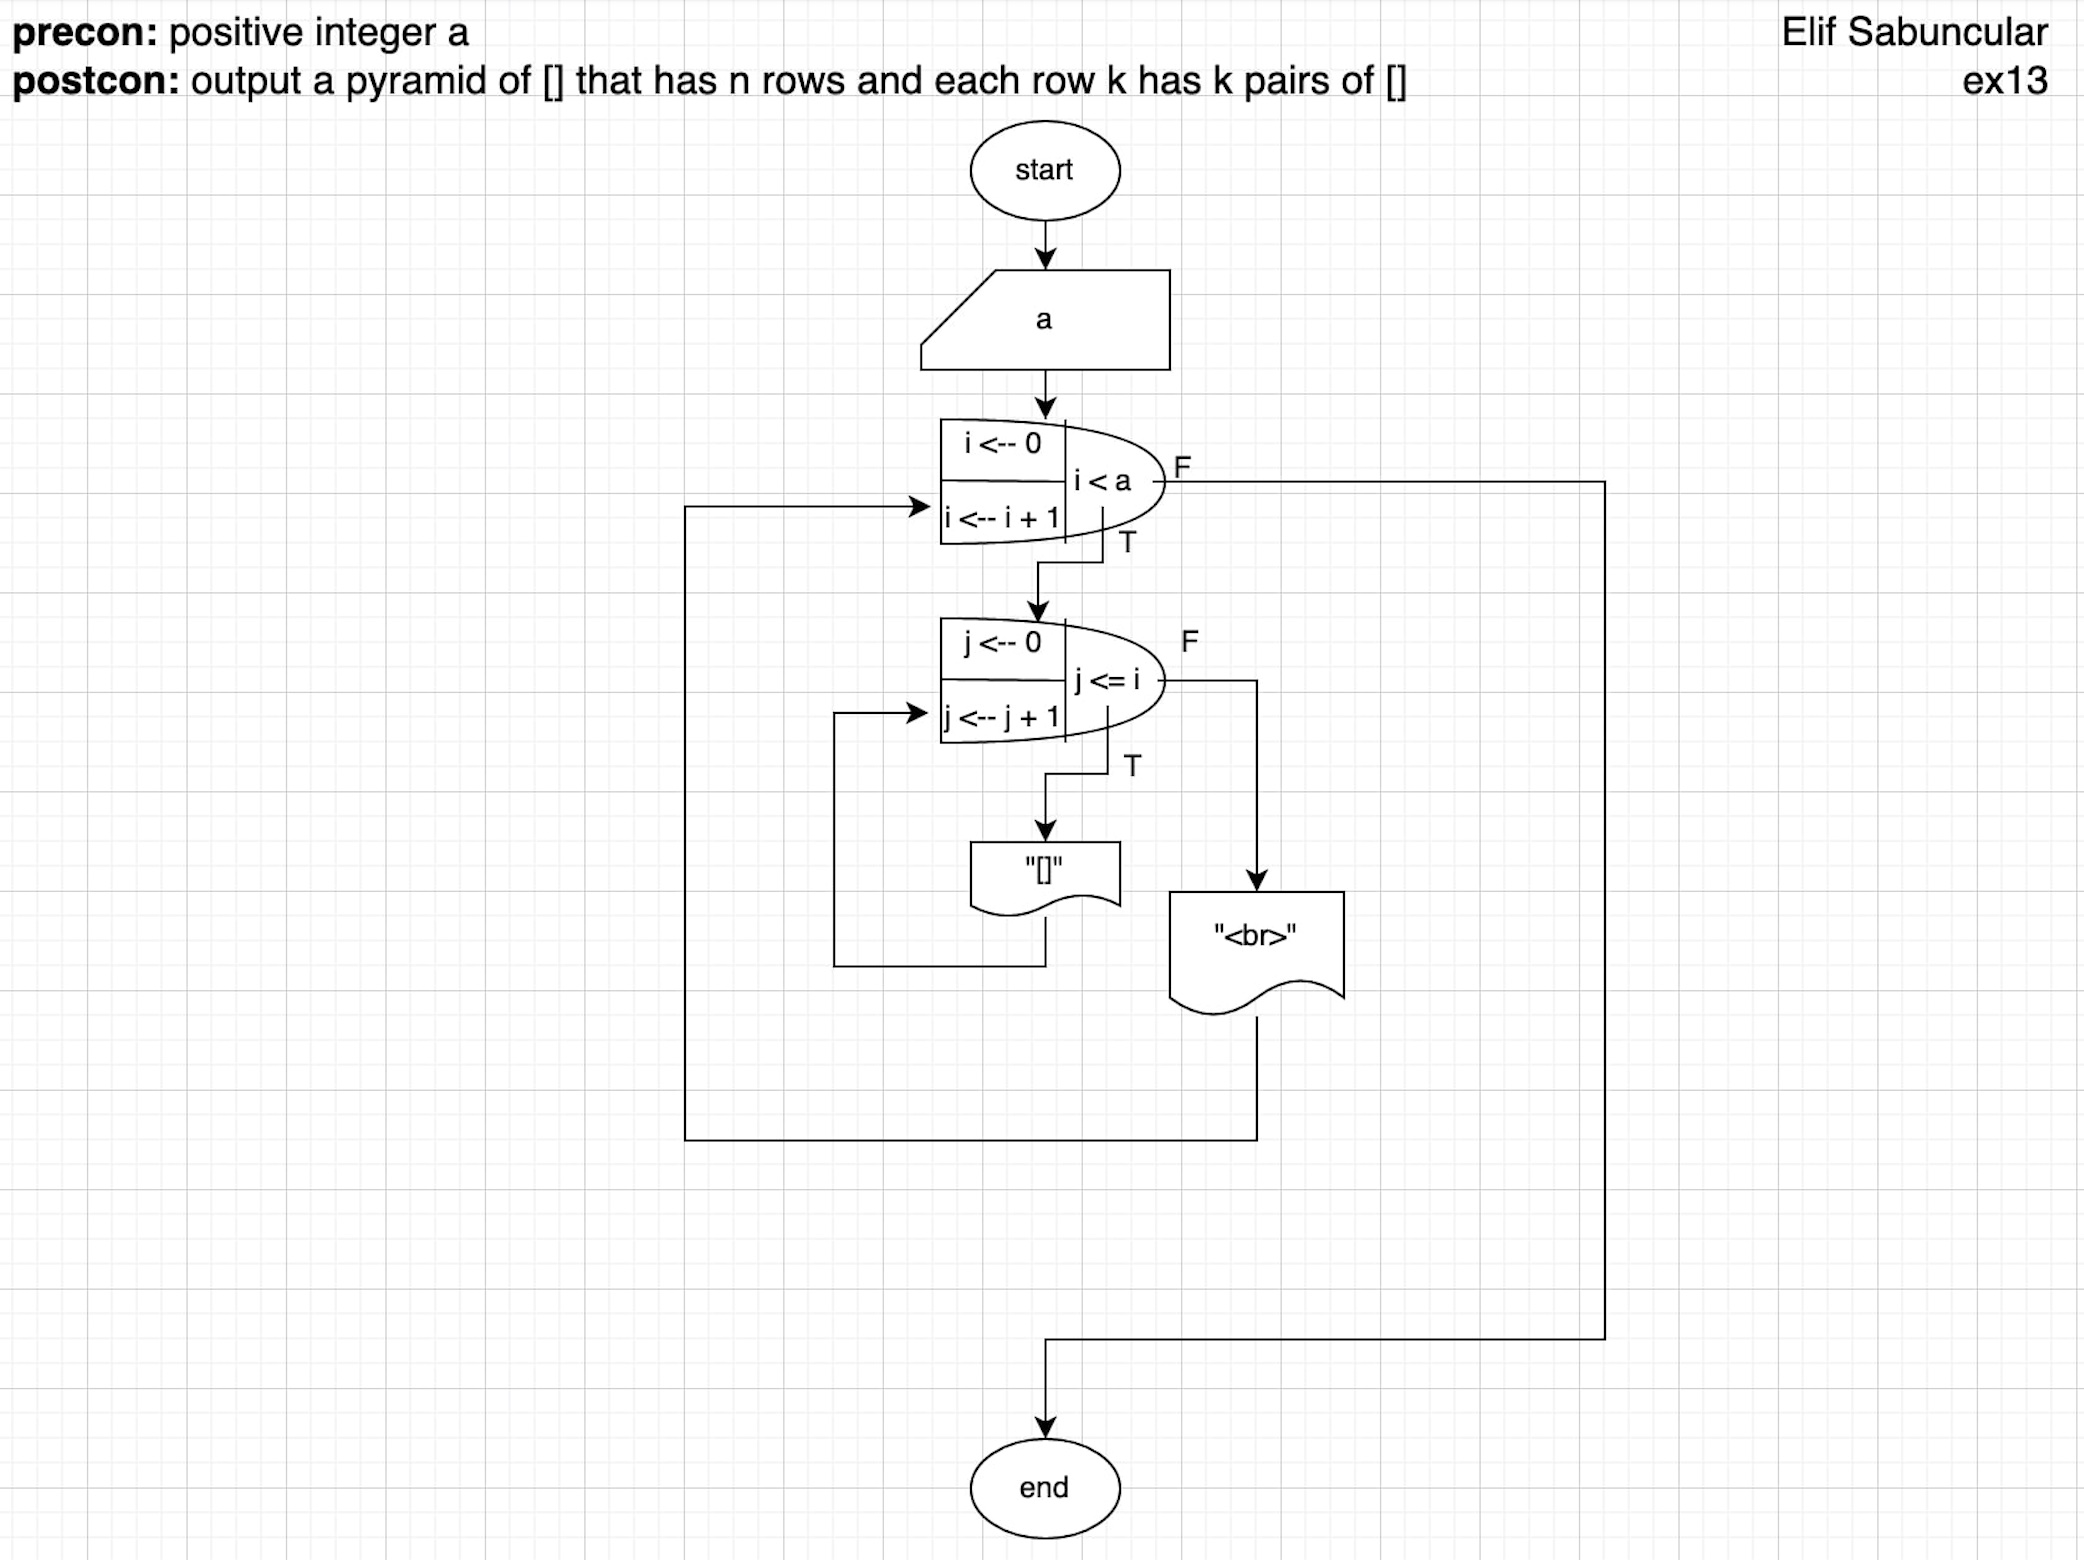 precon: positive integer a
postcon: output a pyramid of [] that has n rows and each row k has k pairs of []
Elif Sabuncular
ex13
start
a
i <-- 0
i < a
F
i <-- i + 1
T
j <-- 0
F
j <= i
j <-- j + 1
T
"[]"
"<br>"
end